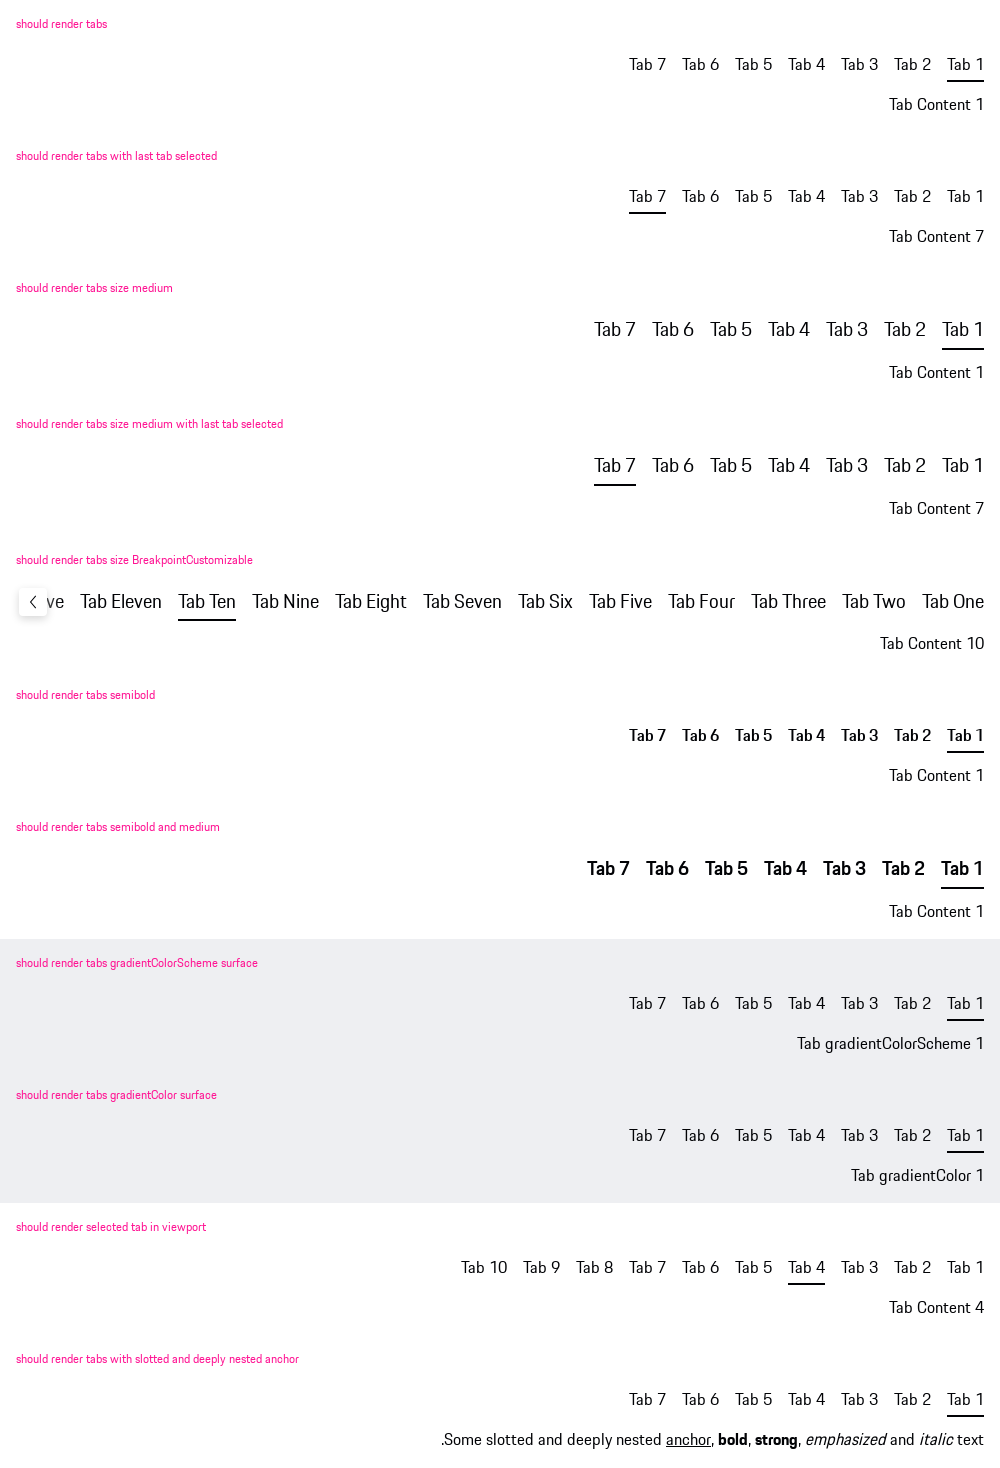 should render tabs
Tab 7 Tab 6 Tab 5 Tab 4 Tab 3 Tab 2 Tab 1
Tab Content 1
should render tabs with last tab selected
Tab 7 Tab 6 Tab 5 Tab 4 Tab 3 Tab 2 Tab 1
Tab Content 7
should render tabs size medium
Tab 7 Tab 6 Tab 5 Tab 4 Tab 3 Tab 2 Tab 1
Tab Content 1
should render tabs size medium with last tab selected
Tab 7 Tab 6 Tab 5 Tab 4 Tab 3 Tab 2 Tab 1
Tab Content 7
should render tabs size BreakpointCustomizable
ve Tab Eleven Tab Ten Tab Nine Tab Eight Tab Seven Tab Six Tab Five Tab Four Tab Three Tab Two Tab One
Tab Content 10
should render tabs semibold
Tab 7 Tab 6 Tab 5 Tab 4 Tab 3 Tab 2 Tab 1
Tab Content 1
should render tabs semibold and medium
Tab 7 Tab 6 Tab 5 Tab 4 Tab 3 Tab 2 Tab 1
Tab Content 1
should render tabs gradientColorScheme surface
Tab 7 Tab 6 Tab 5 Tab 4 Tab 3 Tab 2 Tab 1
Tab gradientColorScheme 1
should render tabs gradientColor surface
Tab 7 Tab 6 Tab 5 Tab 4 Tab 3 Tab 2 Tab 1
Tab gradientColor 1
should render selected tab in viewport
Tab 10 Tab 9 Tab 8 Tab 7 Tab 6 Tab 5 Tab 4 Tab 3 Tab 2 Tab 1
Tab Content 4
should render tabs with slotted and deeply nested anchor
Tab 7 Tab 6 Tab 5 Tab 4 Tab 3 Tab 2 Tab 1
.Some slotted and deeply nested anchor, bold, strong, emphasized and italic text